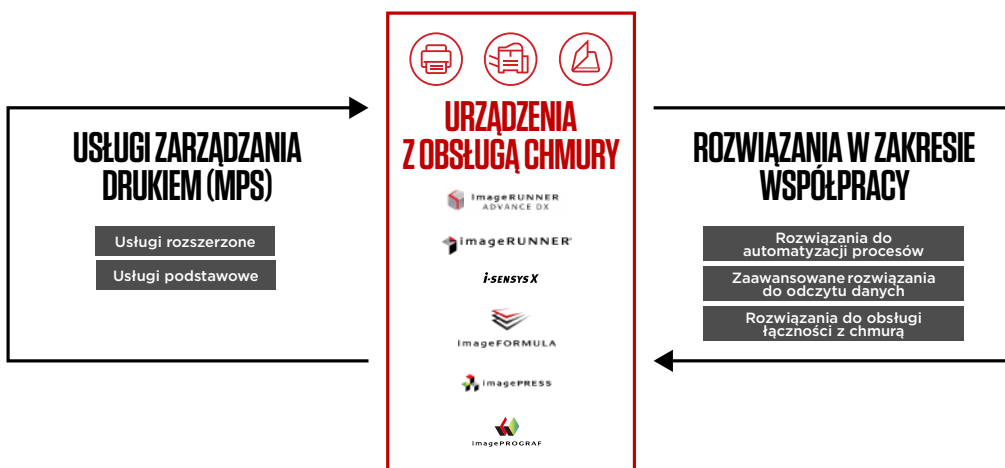 USŁUGI ZARZĄDZANIA
DRUKIEM (MPS)
Usługi rozszerzone
Usługi podstawowe
URZĄDZENIA
Z OBSŁUGĄ CHMURY
imageRUNNER
ADVANCE DX
imageRUNNER
i-SENSYS X
imageFORMULA
imagePRESS
imagePROGRAF
ROZWIĄZANIA W ZAKRESIE
WSPÓŁPRACY
Rozwiązania do
automatyzacji procesów
Zaawansowane rozwiązania
do odczytu danych
Rozwiązania do obsługi
łączności z chmurą